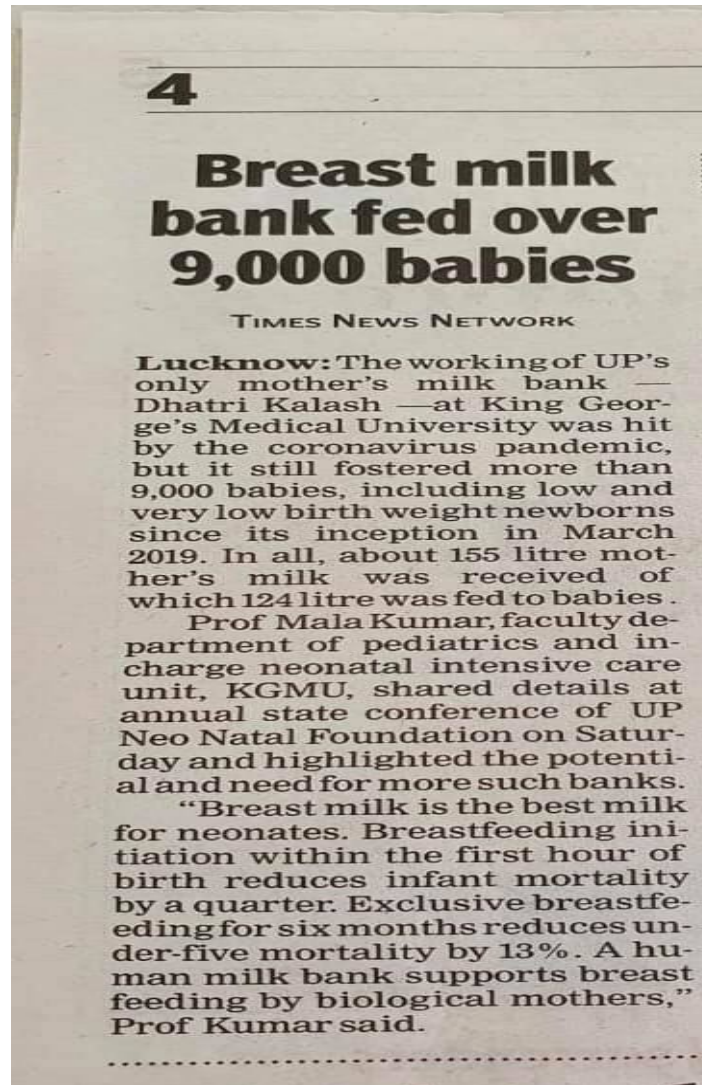 4
Breast milk
bank fed over
9,000 babies
TIMES NEWS NETWORK
Lucknow: The working of UP's
only mother's milk bank —
Dhatri Kalash —at King Geor-
ge's Medical University was hit
by the coronavirus pandemic,
but it still fostered more than
9,000 babies, including low and
very low birth weight newborns
since its inception in March
2019. In all, about 155 litre mot-
her's milk was received of
which 124 litre was fed to babies .
Prof Mala Kumar, faculty de-
partment of pediatrics and in-
charge neonatal intensive care
unit, KGMU, shared details at
annual state conference of UP
Neo Natal Foundation on Satur-
day and highlighted the potenti-
al and need for more such banks.
“Breast milk is the best milk
for neonates. Breastfeeding ini-
tiation within the first hour of
birth reduces infant mortality
by a quarter. Exclusive breastfe-
eding for six months reduces un-
der-five mortality by 13%. A hu-
man milk bank supports breast
feeding by biological mothers,”
Prof Kumar said.